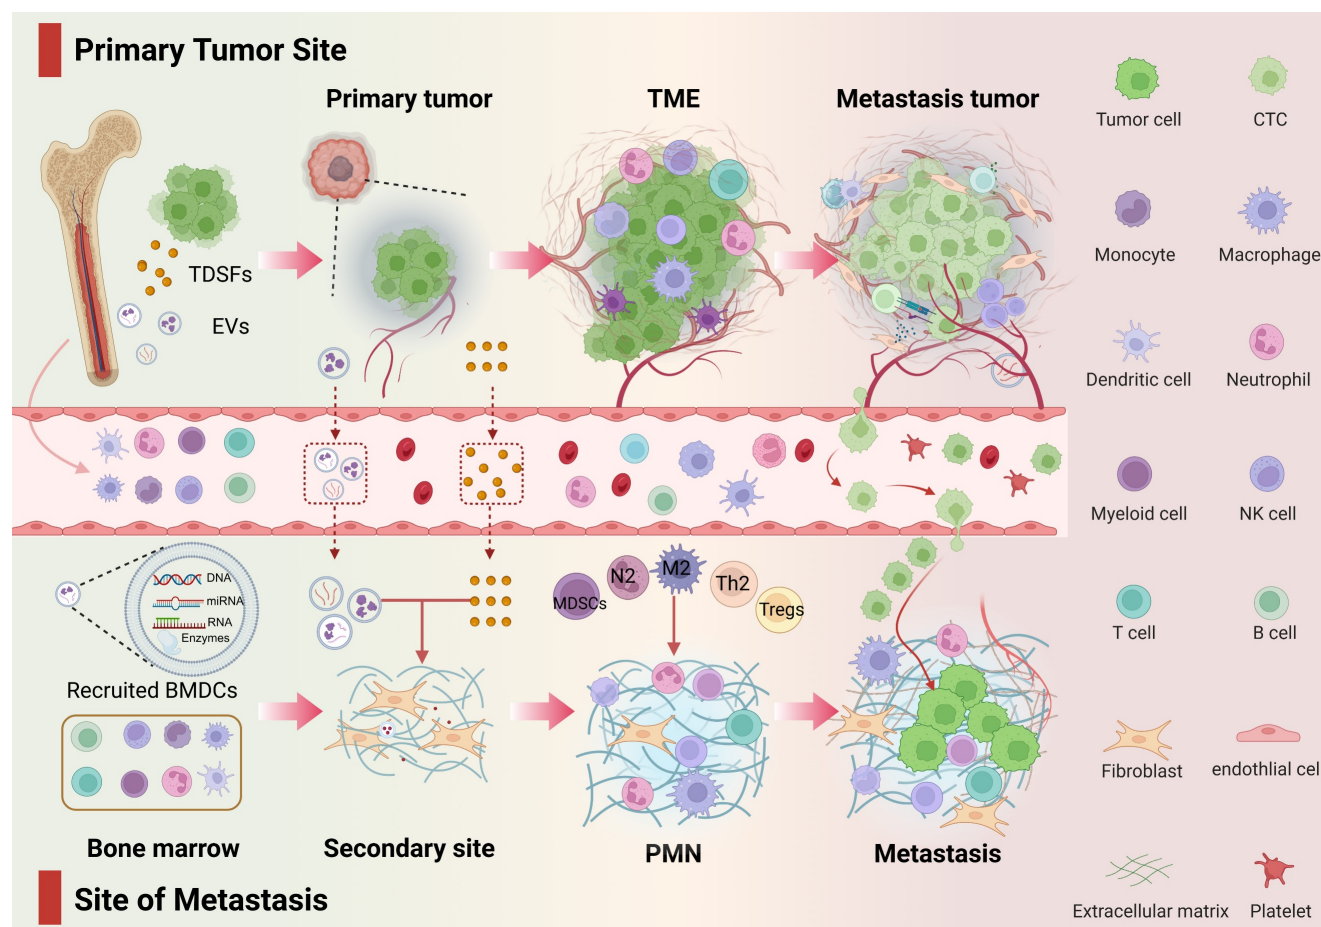 Primary Tumor Site
Primary tumor
TME
Metastasis tumor
TDSFs
EVs
DNA
miRNA
RNA
Enzymes
Recruited BMDCs
MDSCs
N2
M2
Th2
Tregs
Bone marrow
Secondary site
PMN
Metastasis
Site of Metastasis
Tumor cell
CTC
Monocyte
Macrophage
Dendritic cell
Neutrophil
Myeloid cell
NK cell
T cell
B cell
Fibroblast
endothlial cel
Extracellular matrix
Platelet